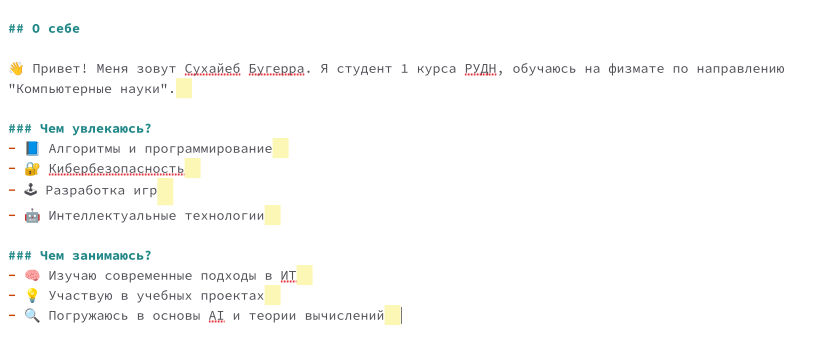 ## О себе
👋 Привет! Меня зовут Сухайеб Бугерра. Я студент 1 курса РУДН, обучаюсь на физмате по направлению
"Компьютерные науки".
### Чем увлекаюсь?
- 📘 Алгоритмы и программирование
- 🔐 Кибербезопасность
- 🕹 Разработка игр
- 🤖 Интеллектуальные технологии
### Чем занимаюсь?
- 🧠 Изучаю современные подходы в ИТ
- 💡 Участвую в учебных проектах
- 🔍 Погружаюсь в основы AI и теории вычислений